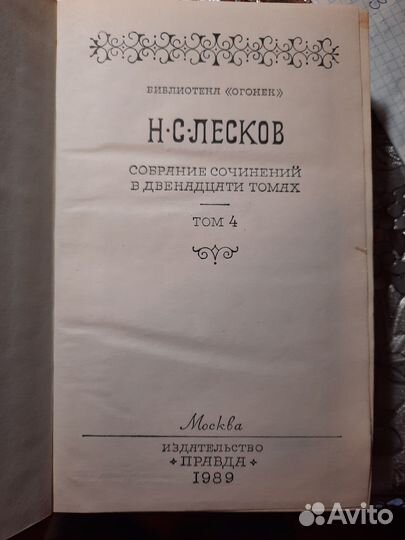 БИБЛИОТЕКА «ОГОНЕК»
Н·С·ЛЕСКОВ
СОБРАНИЕ СОЧИНЕНИЙ
В ДВЕНАДЦАТИ ТОМАХ
ТОМ 4
Москва
ИЗДАТЕЛЬСТВО
✦ПРАВДА✦
1989
Avito